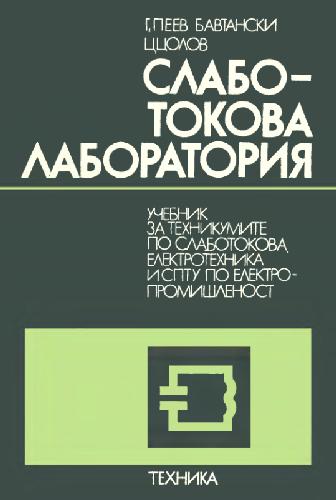 Г. ПЕЕВ БАВТАНСКИ
Ц. ЦОЛОВ
СЛАБО-
ТОКОВА
ЛАБОРАТОРИЯ
УЧЕБНИК
ЗА ТЕХНИКУМИТЕ
ПО СЛАБОТОКОВА
ЕЛЕКТРОТЕХНИКА
И СПТУ ПО ЕЛЕКТРО-
ПРОМИШЛЕНОСТ
ТЕХНИКА